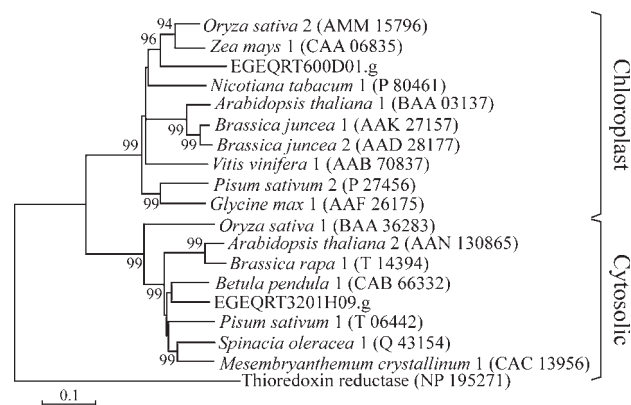 94
Oryza sativa 2 (AMM 15796)
96
Zea mays 1 (CAA 06835)
EGEQRT600D01.g
Nicotiana tabacum 1 (P 80461)
Arabidopsis thaliana 1 (BAA 03137)
99
Brassica juncea 1 (AAK 27157)
99
99
Brassica juncea 2 (AAD 28177)
Vitis vinifera 1 (AAB 70837)
Pisum sativum 2 (P 27456)
99
Glycine max 1 (AAF 26175)
Chloroplast
Oryza sativa 1 (BAA 36283)
99
Arabidopsis thaliana 2 (AAN 130865)
99
Brassica rapa 1 (T 14394)
99
Betula pendula 1 (CAB 66332)
EGEQRT3201H09.g
Pisum sativum 1 (T 06442)
Spinacia oleracea 1 (Q 43154)
99
Mesembryanthemum crystallinum 1 (CAC 13956)
Cytosolic
Thioredoxin reductase (NP 195271)
0.1